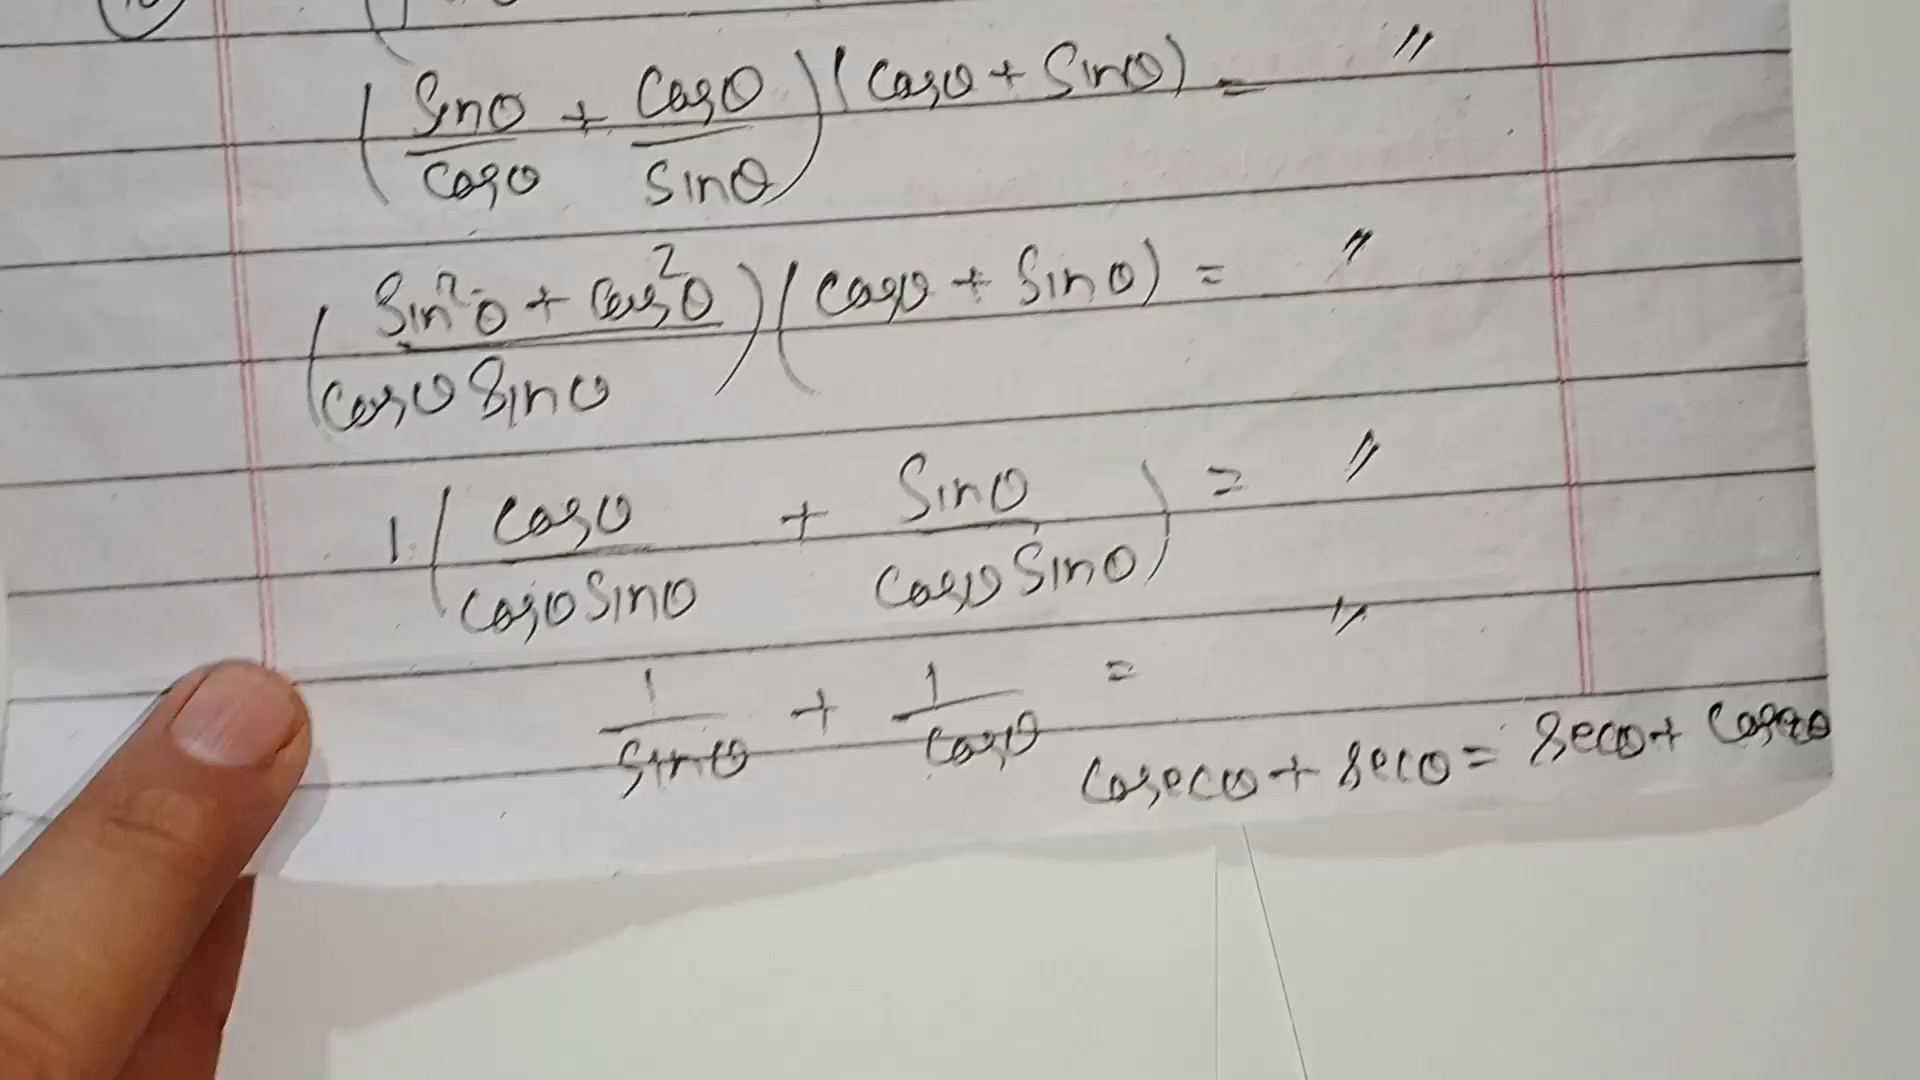 (sinθ/cosθ + cosθ/sinθ)(cosθ + sinθ) = "
(sin²θ + cos²θ/cosθ sinθ)(cosθ + sinθ) = "
1.(cosθ/cosθ sinθ + sinθ/cosθ sinθ) = "
1/sinθ + 1/cosθ = "
cosecθ + secθ = secθ + cosecθ